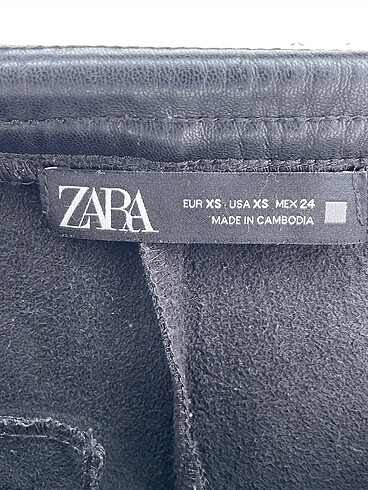 ZARA
EUR XS · USA XS MEX 24
MADE IN CAMBODIA